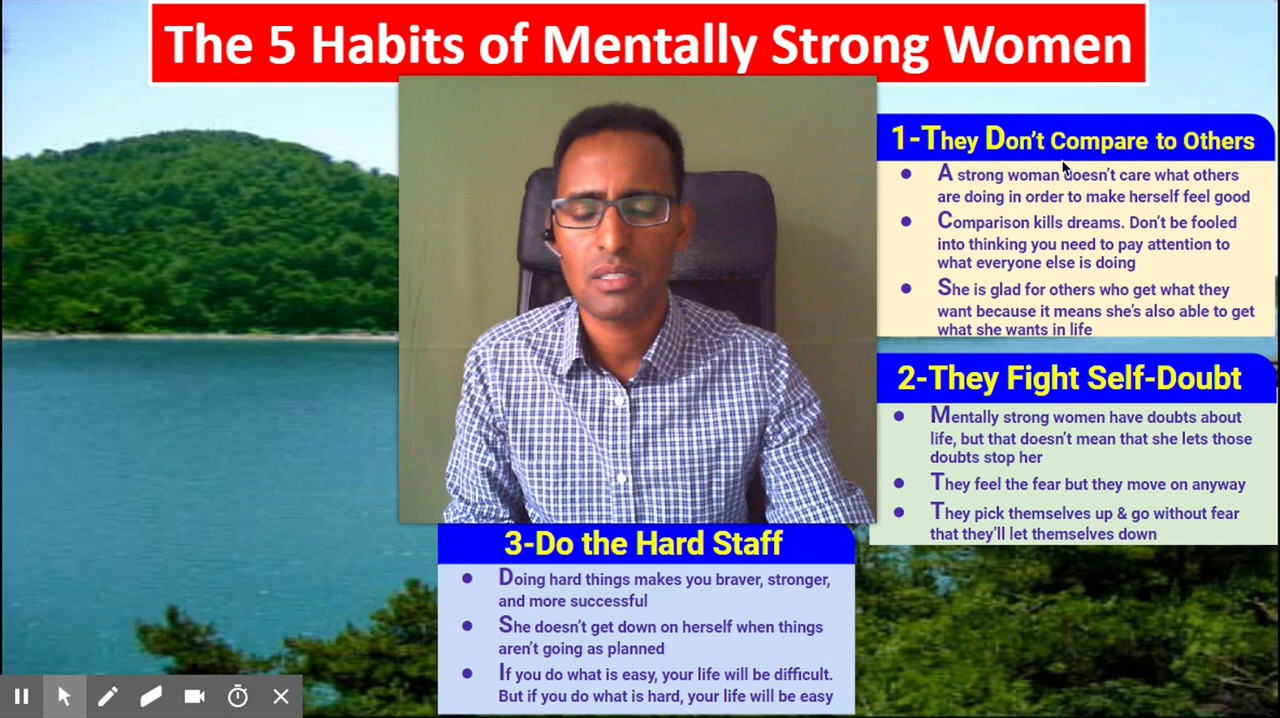 The 5 Habits of Mentally Strong Women
1-They Don't Compare to Others
● A strong woman doesn't care what others
are doing in order to make herself feel good
● Comparison kills dreams. Don't be fooled
into thinking you need to pay attention to
what everyone else is doing
● She is glad for others who get what they
want because it means she's also able to get
what she wants in life
2-They Fight Self-Doubt
● Mentally strong women have doubts about
life, but that doesn't mean that she lets those
doubts stop her
● They feel the fear but they move on anyway
● They pick themselves up & go without fear
that they'll let themselves down
3-Do the Hard Staff
● Doing hard things makes you braver, stronger,
and more successful
● She doesn't get down on herself when things
aren't going as planned
● If you do what is easy, your life will be difficult.
But if you do what is hard, your life will be easy